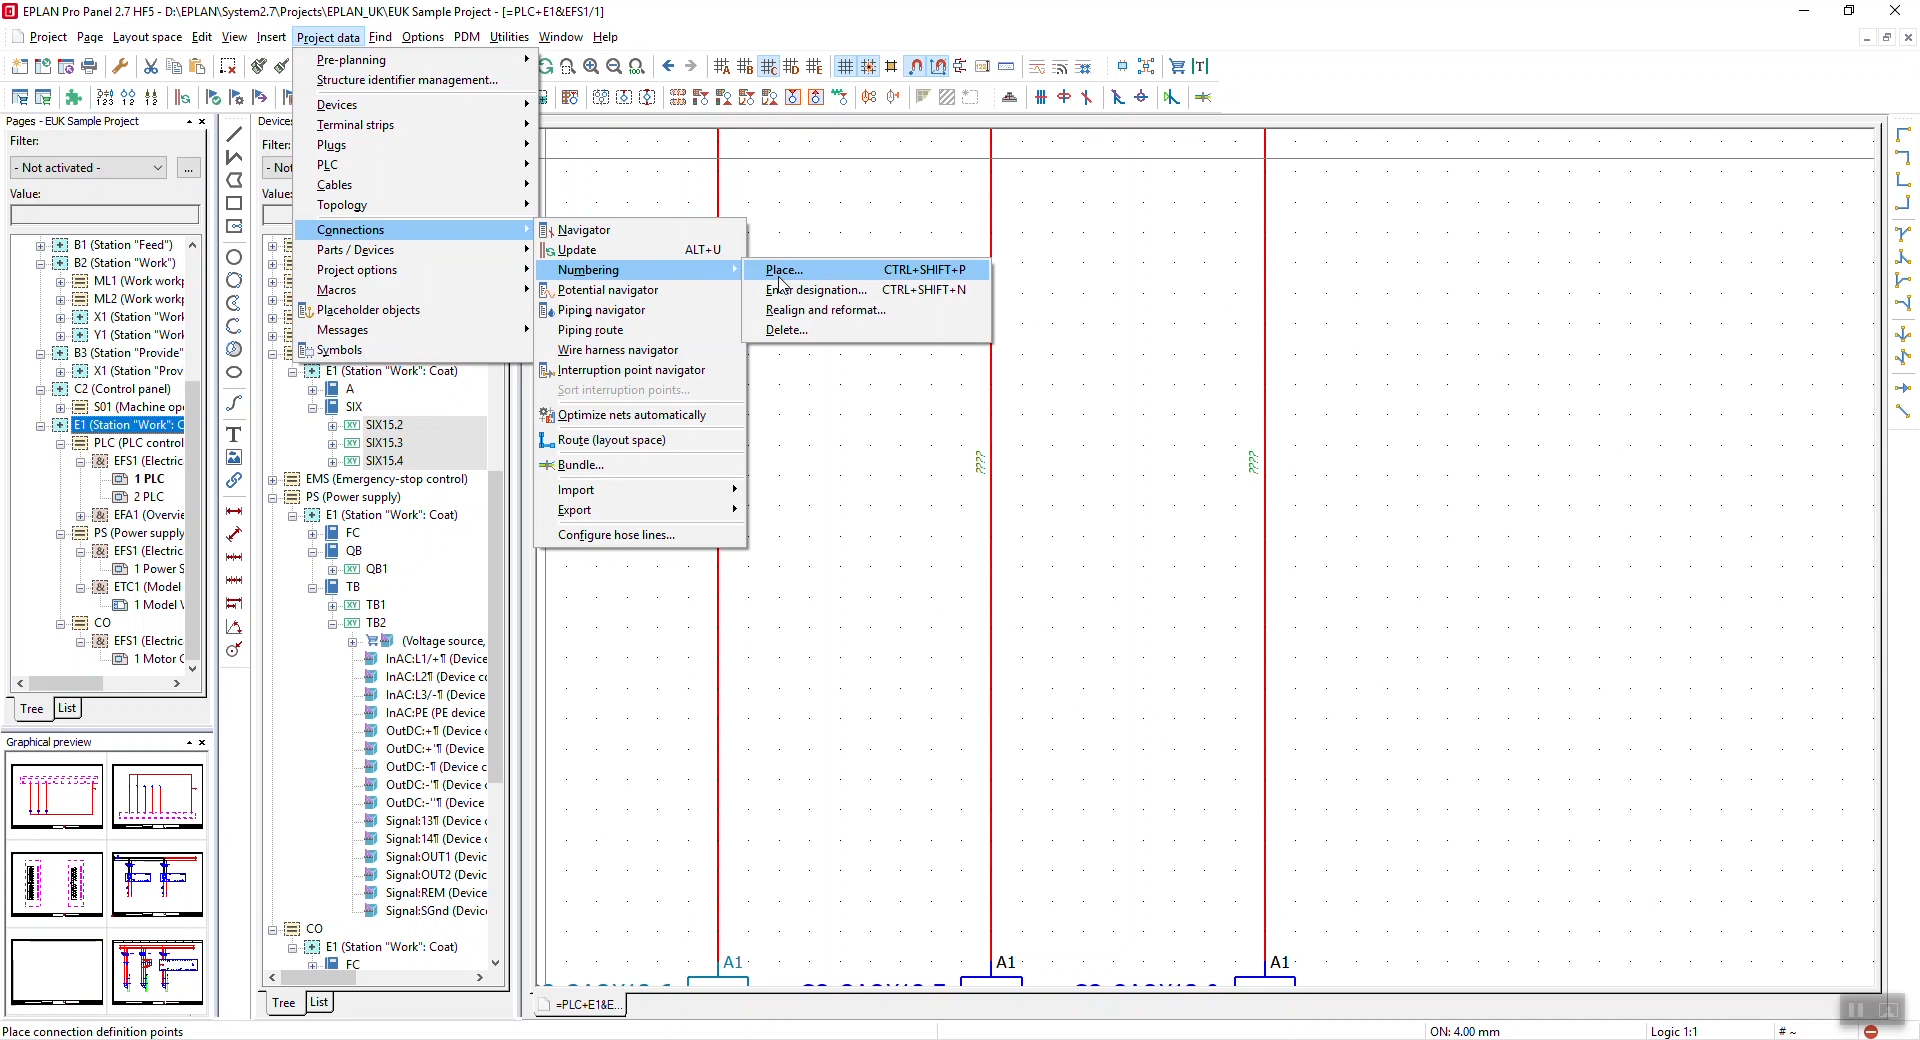 EPLAN Pro Panel 2.7 HF5 - D:\EPLAN\System2.7\Projects\EPLAN_UK\EUK Sample Project - [=PLC+E1&EFS1/1]
Project Page Layout space Edit View Insert Project data Find Options PDM Utilities Window Help
Pages - EUK Sample Project
Filter:
- Not activated -
...
Value:
B1 (Station "Feed")
B2 (Station "Work")
ML1 (Work workp
ML2 (Work workp
X1 (Station "Work
Y1 (Station "Work
B3 (Station "Provide"
X1 (Station "Prov
C2 (Control panel)
S01 (Machine ope
E1 (Station "Work": C
PLC (PLC control
EFS1 (Electric
1 PLC
2 PLC
EFA1 (Overvie
PS (Power supply
EFS1 (Electric
1 Power S
ETC1 (Model
1 Model V
CO
EFS1 (Electric
1 Motor C
Tree List
Graphical preview
Device
Filter:
- Not
Value:
Pre-planning
Structure identifier management...
Devices
Terminal strips
Plugs
PLC
Cables
Topology
Connections
Parts / Devices
Project options
Macros
Placeholder objects
Messages
Symbols
Navigator
Update ALT+U
Numbering
Potential navigator
Piping navigator
Piping route
Wire harness navigator
Interruption point navigator
Sort interruption points...
Optimize nets automatically
Route (layout space)
Bundle...
Import
Export
Configure hose lines...
Place... CTRL+SHIFT+P
Enter designation... CTRL+SHIFT+N
Realign and reformat...
Delete...
E1 (Station "Work": Coat)
A
SIX
SIX15.2
SIX15.3
SIX15.4
EMS (Emergency-stop control)
PS (Power supply)
E1 (Station "Work": Coat)
FC
QB
QB1
TB
TB1
TB2
(Voltage source,
InAC:L1/+¶ (Device
InAC:L2¶ (Device co
InAC:L3/-¶ (Device
InAC:PE (PE device
OutDC:+¶ (Device c
OutDC:+'¶ (Device
OutDC:-¶ (Device c
OutDC:-'¶ (Device c
OutDC:-''¶ (Device
Signal:13¶ (Device c
Signal:14¶ (Device c
Signal:OUT1 (Devic
Signal:OUT2 (Devic
Signal:REM (Device
Signal:SGnd (Devic
CO
E1 (Station "Work": Coat)
FC
Tree List
????
????
A1
A1
A1
=PLC+E1&E...
Place connection definition points
ON: 4.00 mm
Logic 1:1
# ~